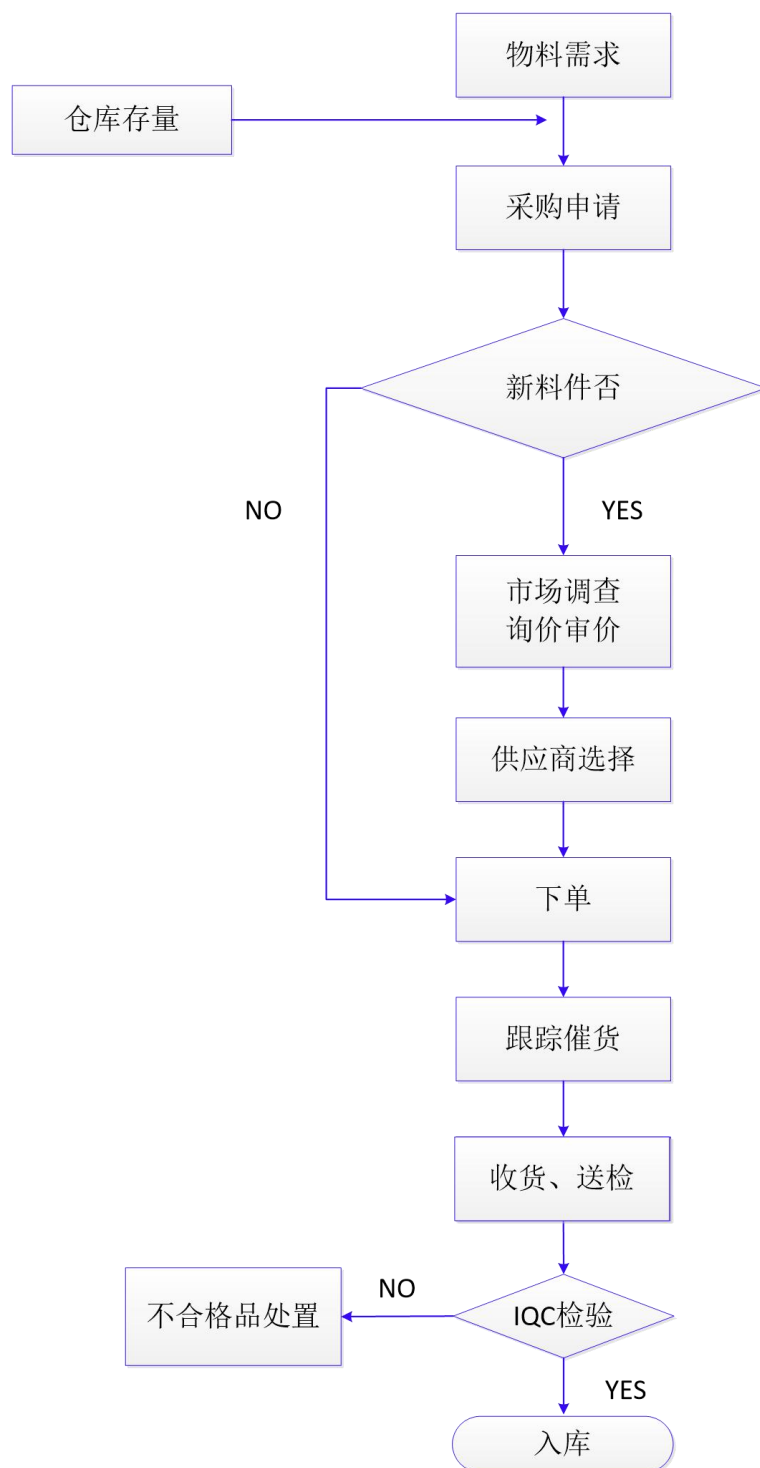 物料需求
仓库存量
采购申请
新料件否
NO
YES
市场调查
询价审价
供应商选择
下单
跟踪催货
收货、送检
NO
不合格品处置
IQC检验
YES
入库